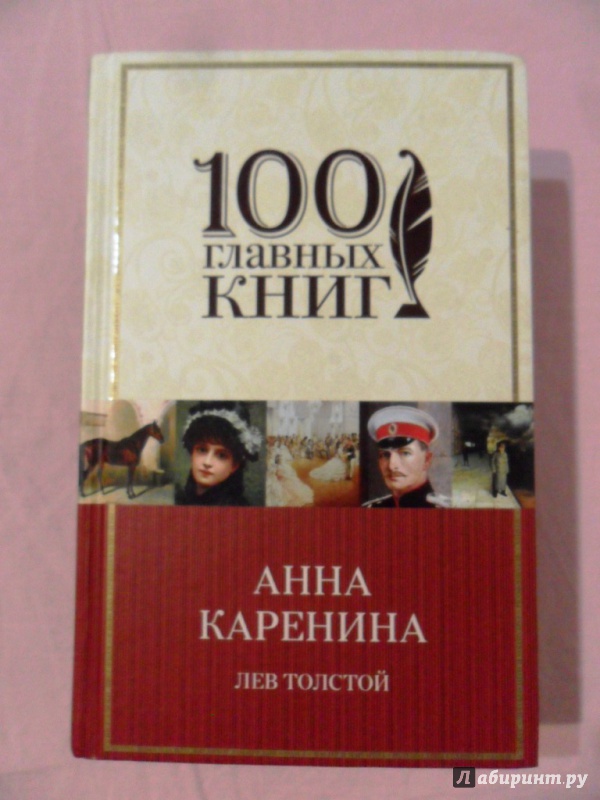 100
главных
книг
АННА
КАРЕНИНА
ЛЕВ ТОЛСТОЙ
Лабиринт.ру